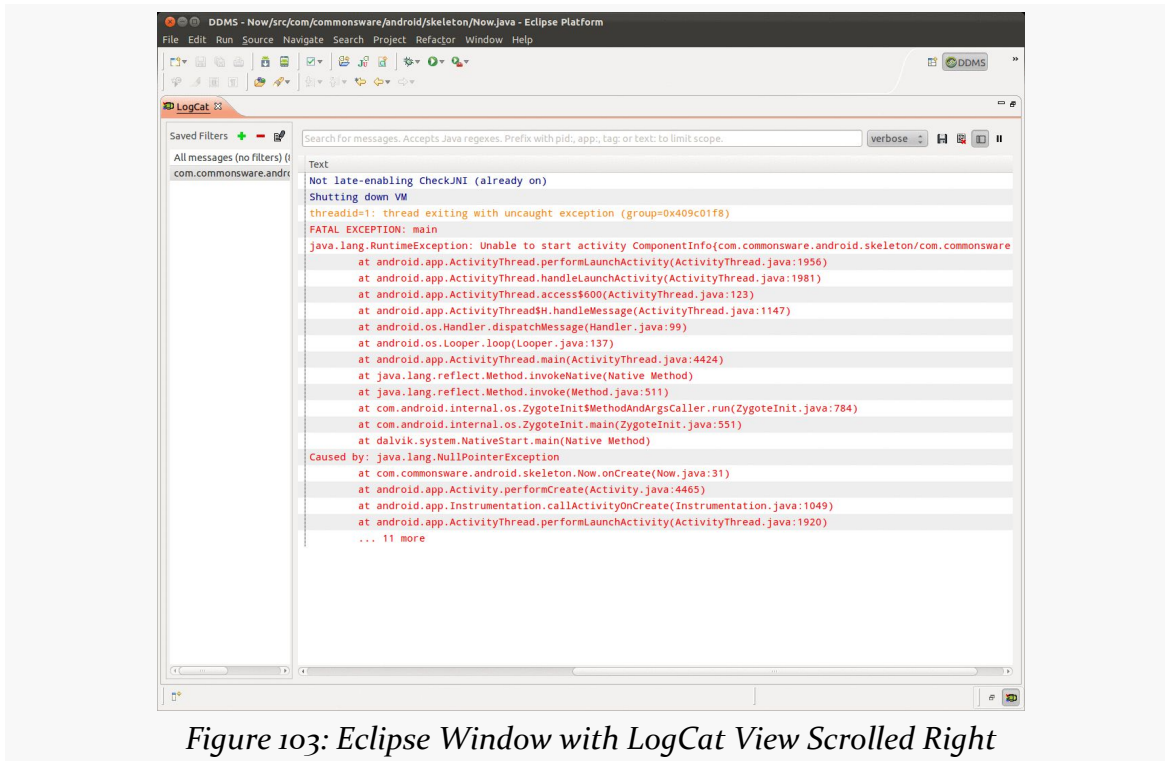 DDMS - Now/src/com/commonsware/android/skeleton/Now.java - Eclipse Platform
File Edit Run Source Navigate Search Project Refactor Window Help
DDMS
»
LogCat
Saved Filters
Search for messages. Accepts Java regexes. Prefix with pid:, app:, tag: or text: to limit scope.
verbose
All messages (no filters) (
com.commonsware.andro
Text
Not late-enabling CheckJNI (already on)
Shutting down VM
threadid=1: thread exiting with uncaught exception (group=0x409c01f8)
FATAL EXCEPTION: main
java.lang.RuntimeException: Unable to start activity ComponentInfo{com.commonsware.android.skeleton/com.commonsware
at android.app.ActivityThread.performLaunchActivity(ActivityThread.java:1956)
at android.app.ActivityThread.handleLaunchActivity(ActivityThread.java:1981)
at android.app.ActivityThread.access$600(ActivityThread.java:123)
at android.app.ActivityThread$H.handleMessage(ActivityThread.java:1147)
at android.os.Handler.dispatchMessage(Handler.java:99)
at android.os.Looper.loop(Looper.java:137)
at android.app.ActivityThread.main(ActivityThread.java:4424)
at java.lang.reflect.Method.invokeNative(Native Method)
at java.lang.reflect.Method.invoke(Method.java:511)
at com.android.internal.os.ZygoteInit$MethodAndArgsCaller.run(ZygoteInit.java:784)
at com.android.internal.os.ZygoteInit.main(ZygoteInit.java:551)
at dalvik.system.NativeStart.main(Native Method)
Caused by: java.lang.NullPointerException
at com.commonsware.android.skeleton.Now.onCreate(Now.java:31)
at android.app.Activity.performCreate(Activity.java:4465)
at android.app.Instrumentation.callActivityOnCreate(Instrumentation.java:1049)
at android.app.ActivityThread.performLaunchActivity(ActivityThread.java:1920)
... 11 more
Figure 103: Eclipse Window with LogCat View Scrolled Right